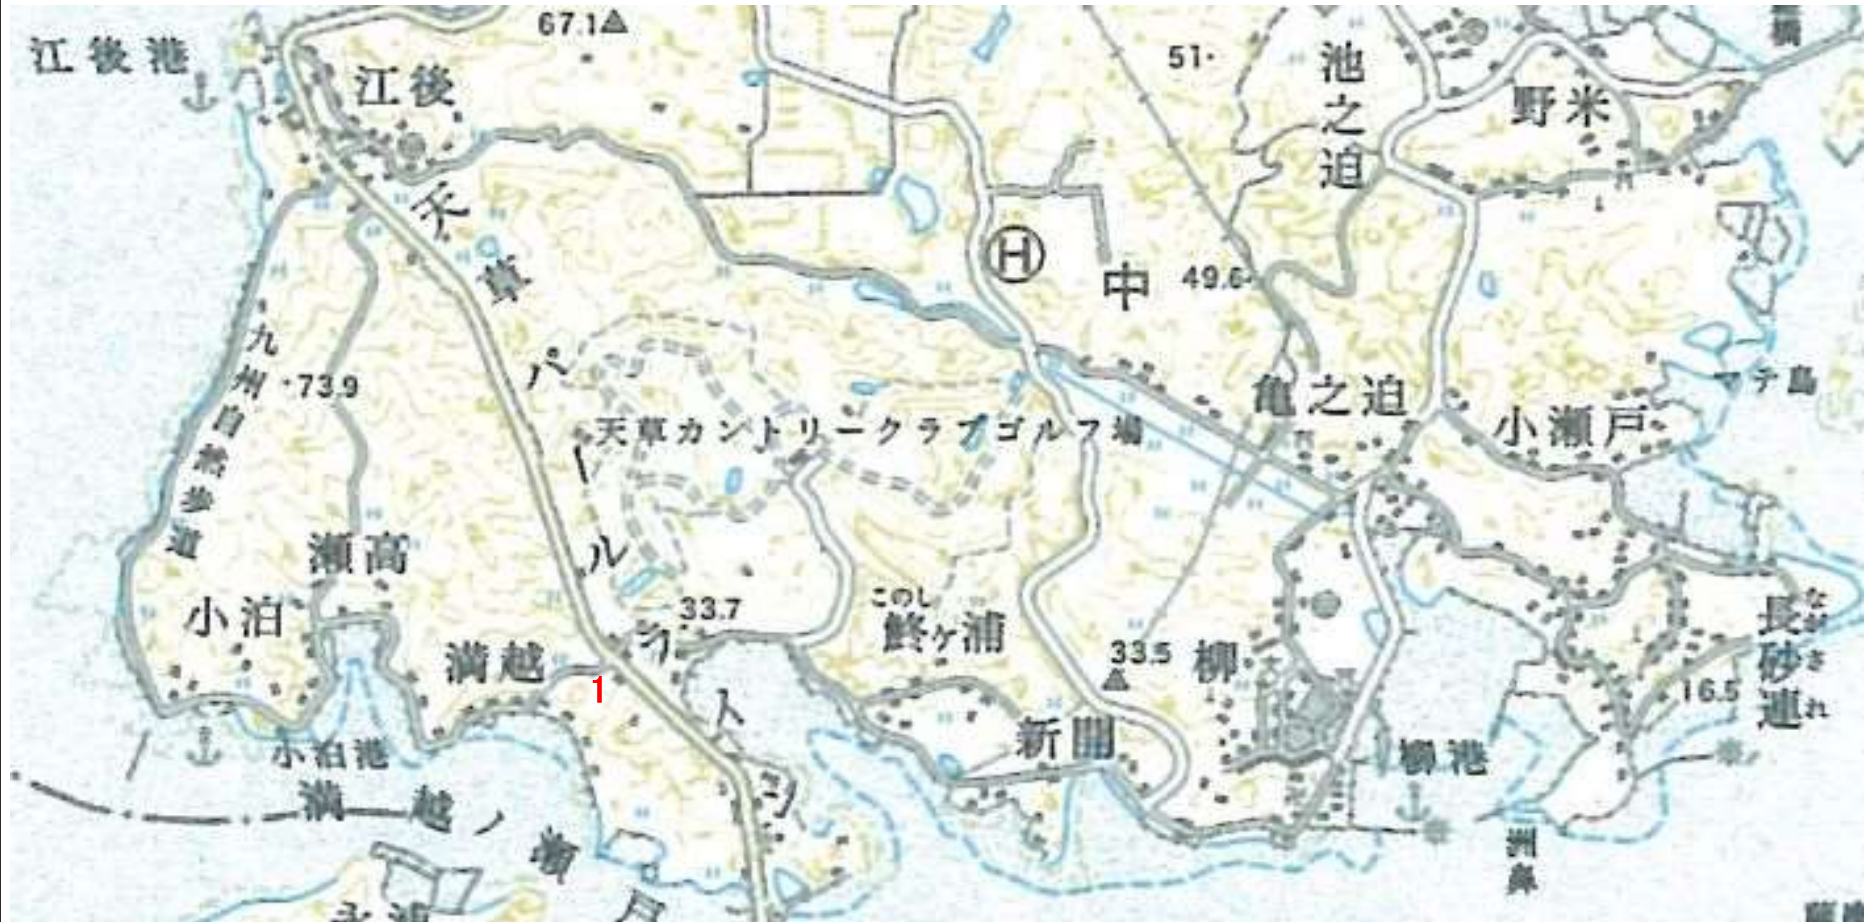 江後港
67.1
51
池之迫
江後
野米
天草パールライン
H
中
49.6
九州自然歩道
73.9
亀之迫
マテ島
天草カントリークラブゴルフ場
小瀬戸
瀬高
小泊
33.7
このし
鮗ヶ浦
33.5
柳
長砂連
ながされ
満越
1
16.5
新開
小泊港
柳港
満越ノ瀬戸
洲鼻
永浦